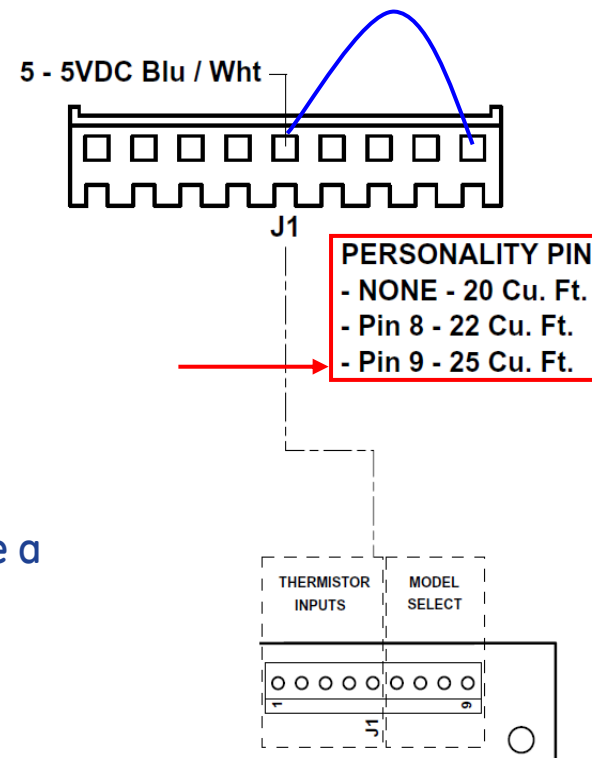 5 - 5VDC Blu / Wht
J1
PERSONALITY PIN
- NONE - 20 Cu. Ft.
- Pin 8 - 22 Cu. Ft.
- Pin 9 - 25 Cu. Ft.
e a
THERMISTOR INPUTS
MODEL SELECT
1
9
J1